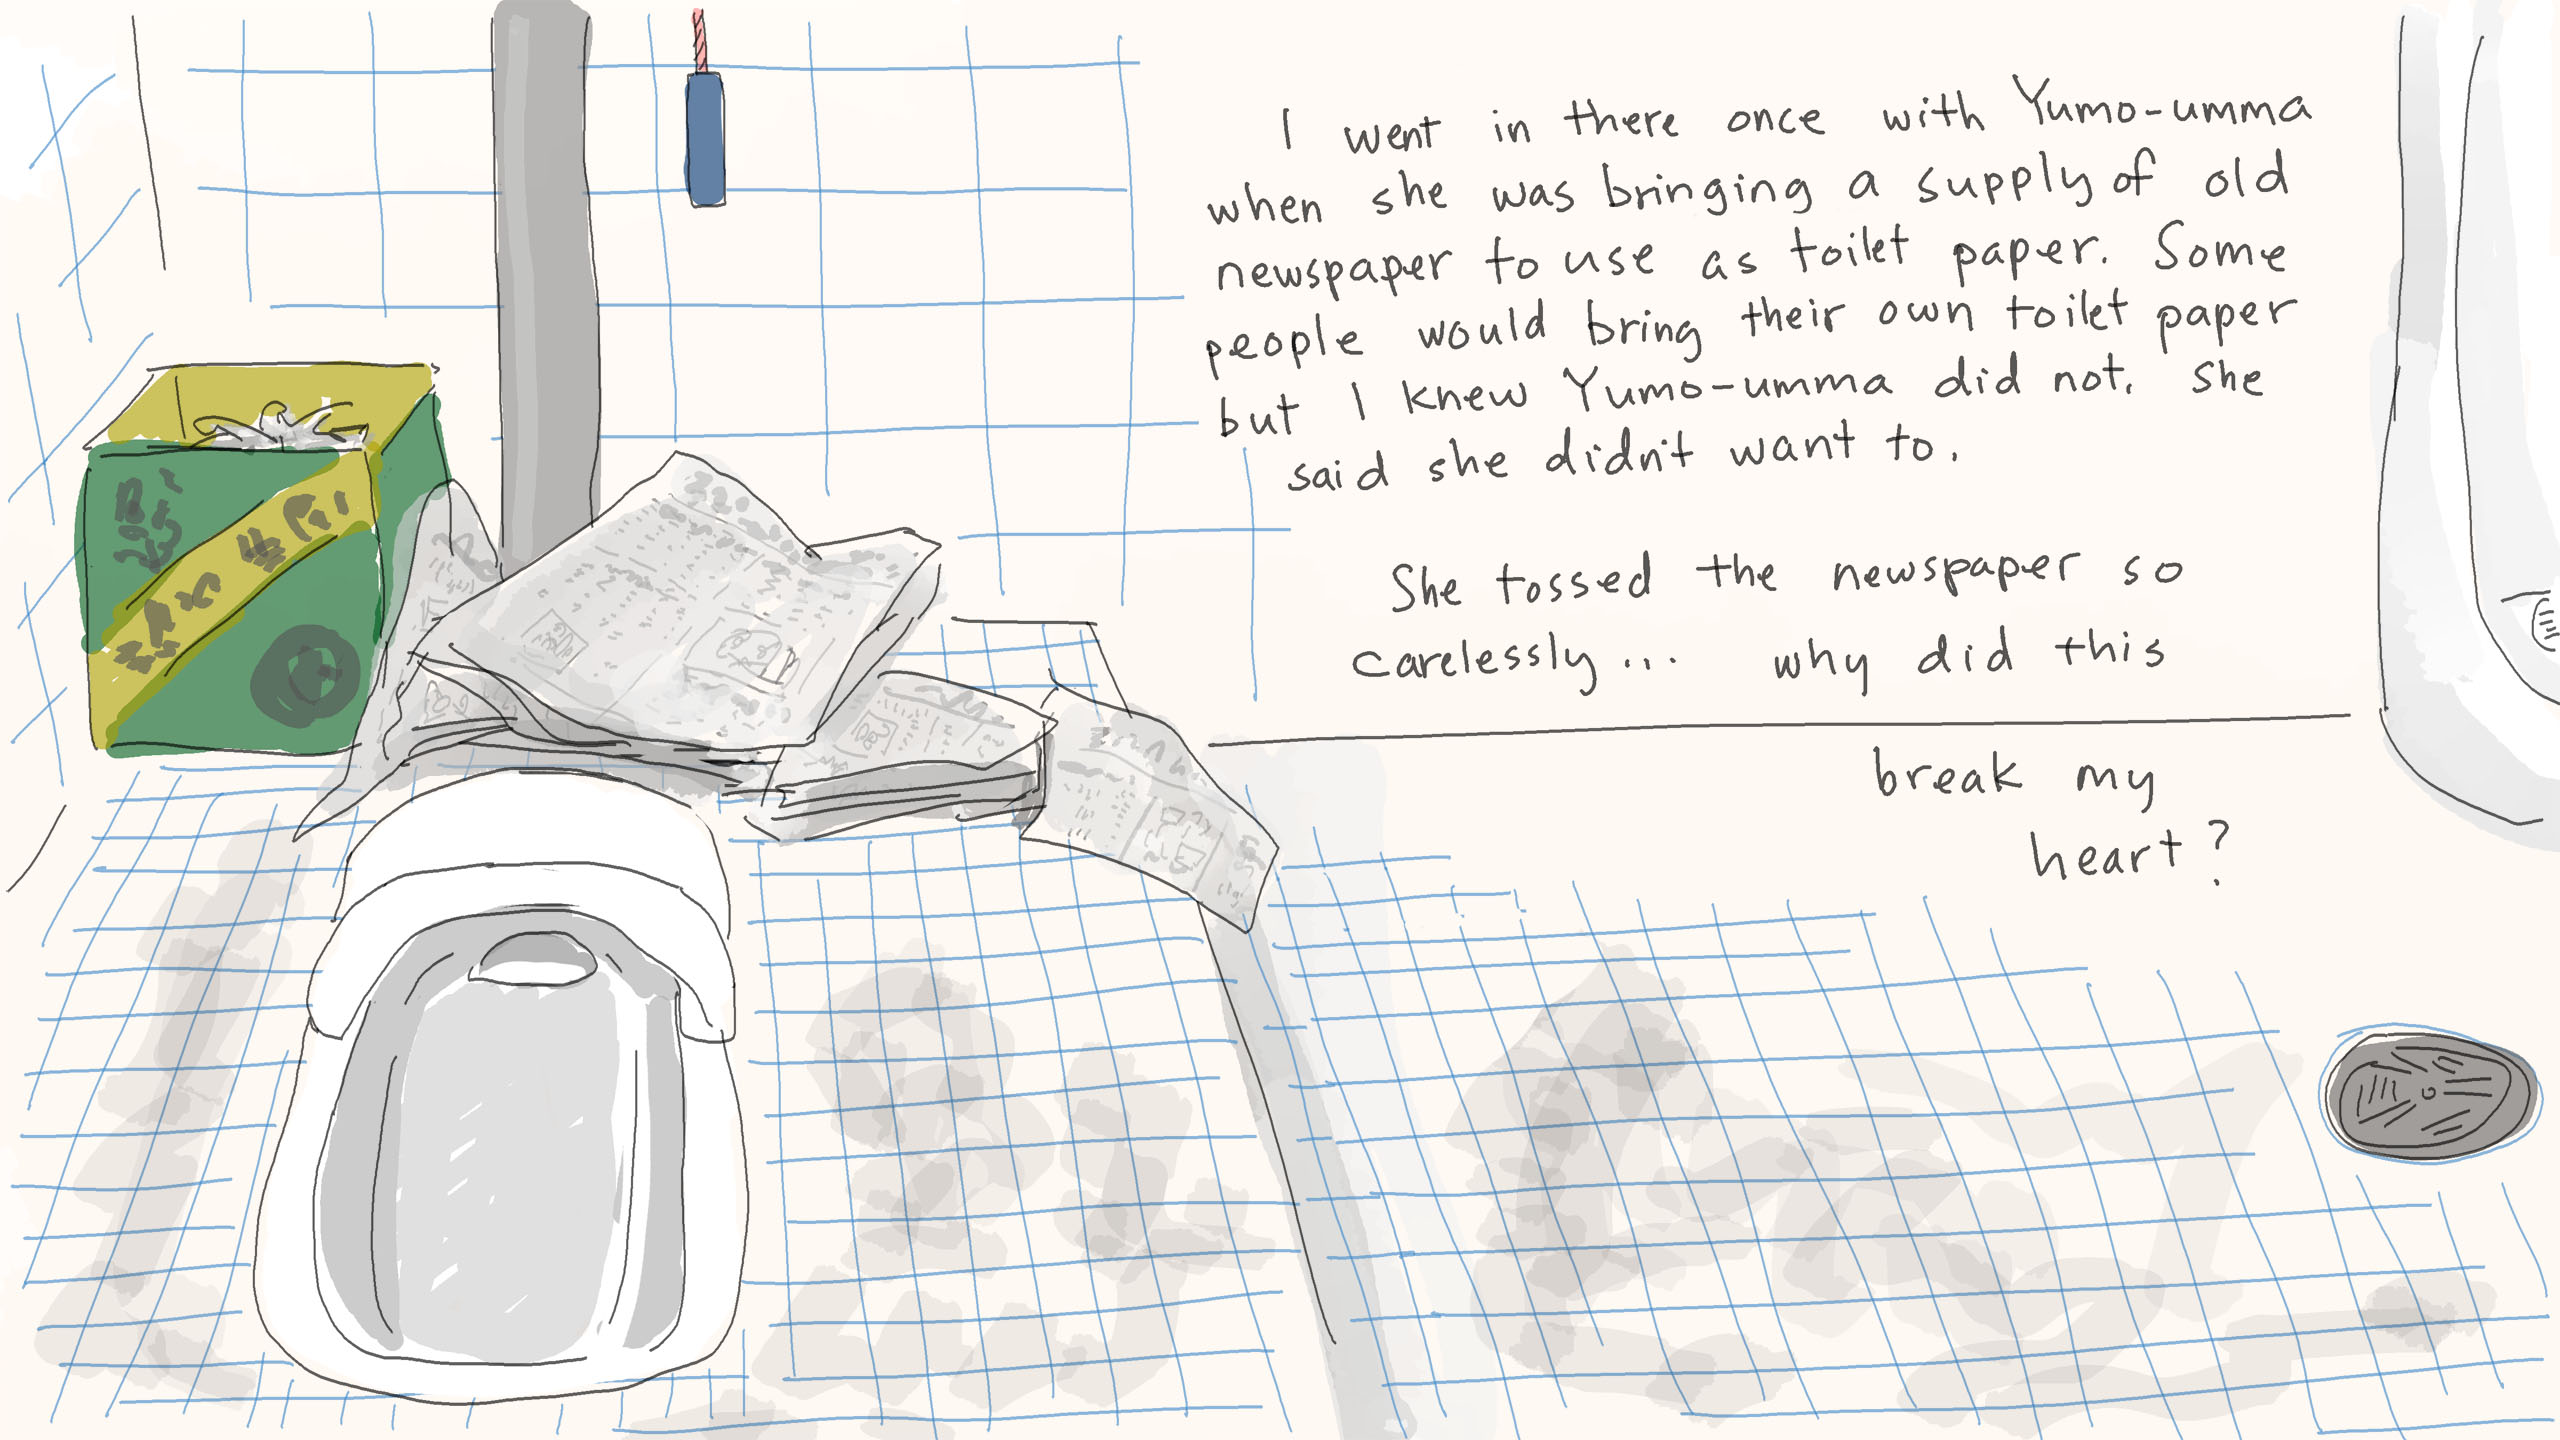 I went in there once with Yumo-umma
when she was bringing a supply of old
newspaper to use as toilet paper. Some
people would bring their own toilet paper
but I knew Yumo-umma did not. She
said she didn't want to.
She tossed the newspaper so
carelessly... why did this
break my
heart?